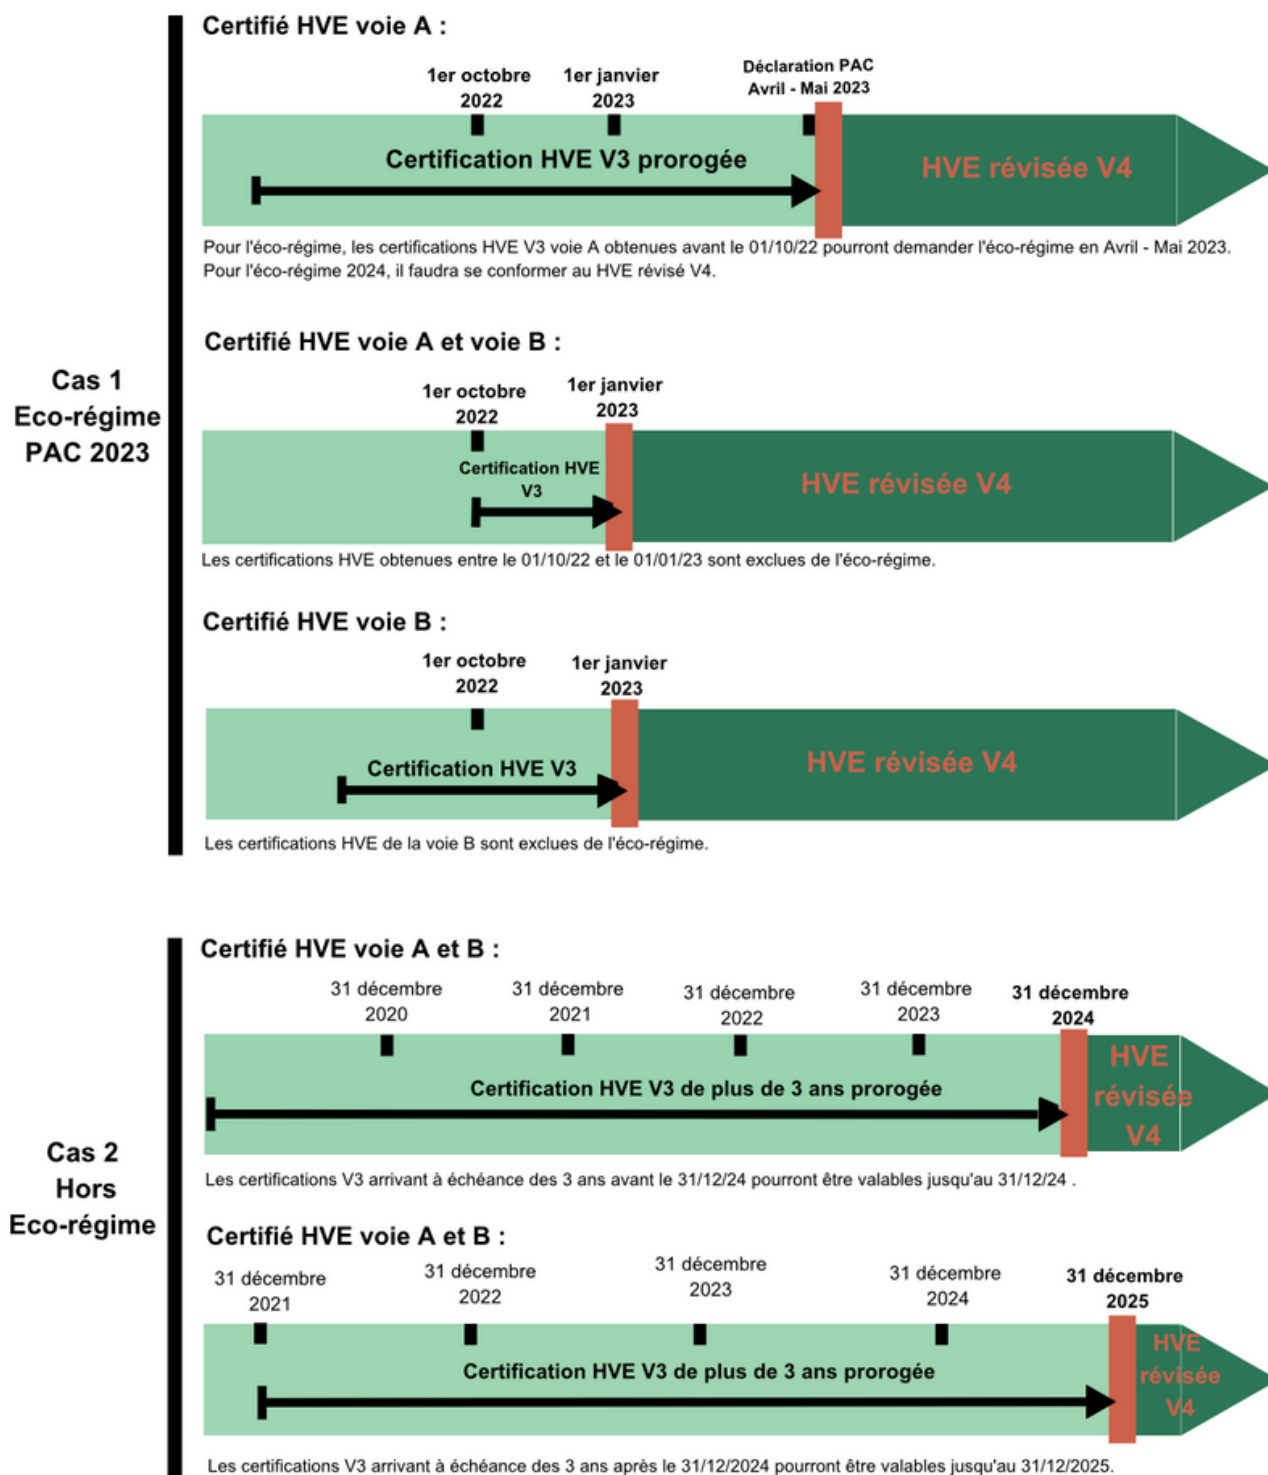 Certifié HVE voie A :
1er octobre
2022
1er janvier
2023
Déclaration PAC
Avril - Mai 2023
Certification HVE V3 prorogée
HVE révisée V4
Pour l'éco-régime, les certifications HVE V3 voie A obtenues avant le 01/10/22 pourront demander l'éco-régime en Avril - Mai 2023.
Pour l'éco-régime 2024, il faudra se conformer au HVE révisé V4.
Cas 1
Eco-régime
PAC 2023
Certifié HVE voie A et voie B :
1er octobre
2022
1er janvier
2023
Certification HVE
V3
HVE révisée V4
Les certifications HVE obtenues entre le 01/10/22 et le 01/01/23 sont exclues de l'éco-régime.
Certifié HVE voie B :
1er octobre
2022
1er janvier
2023
Certification HVE V3
HVE révisée V4
Les certifications HVE de la voie B sont exclues de l'éco-régime.
Cas 2
Hors
Eco-régime
Certifié HVE voie A et B :
31 décembre
2020
31 décembre
2021
31 décembre
2022
31 décembre
2023
31 décembre
2024
Certification HVE V3 de plus de 3 ans prorogée
HVE
révisée
V4
Les certifications V3 arrivant à échéance des 3 ans avant le 31/12/24 pourront être valables jusqu'au 31/12/24 .
Certifié HVE voie A et B :
31 décembre
2021
31 décembre
2022
31 décembre
2023
31 décembre
2024
31 décembre
2025
Certification HVE V3 de plus de 3 ans prorogée
HVE
révisée
V4
Les certifications V3 arrivant à échéance des 3 ans après le 31/12/2024 pourront être valables jusqu'au 31/12/2025.